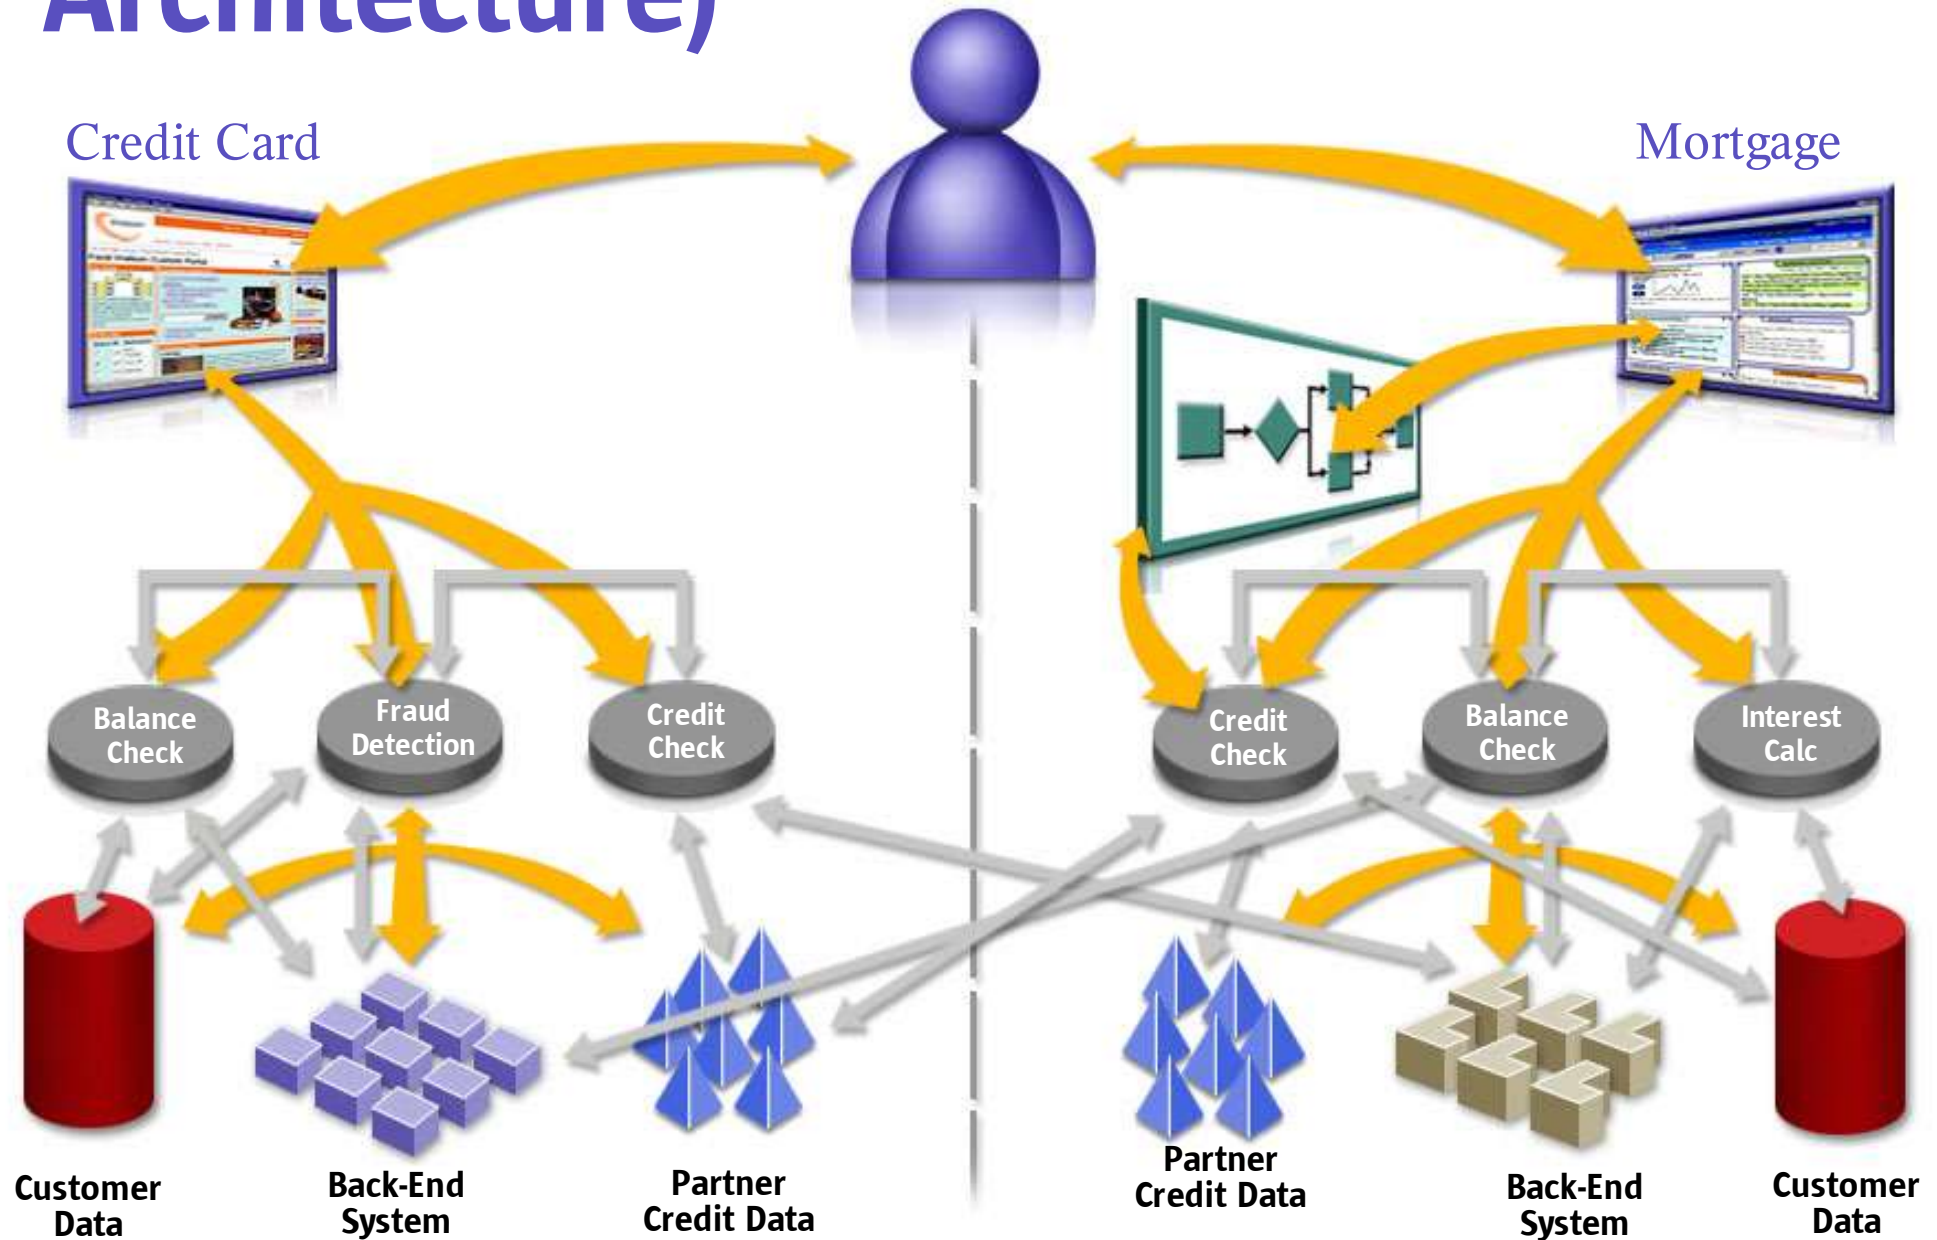 Architecture)
Credit Card
Mortgage
Balance
Check
Fraud
Detection
Credit
Check
Credit
Check
Balance
Check
Interest
Calc
Customer
Data
Back-End
System
Partner
Credit Data
Partner
Credit Data
Back-End
System
Customer
Data